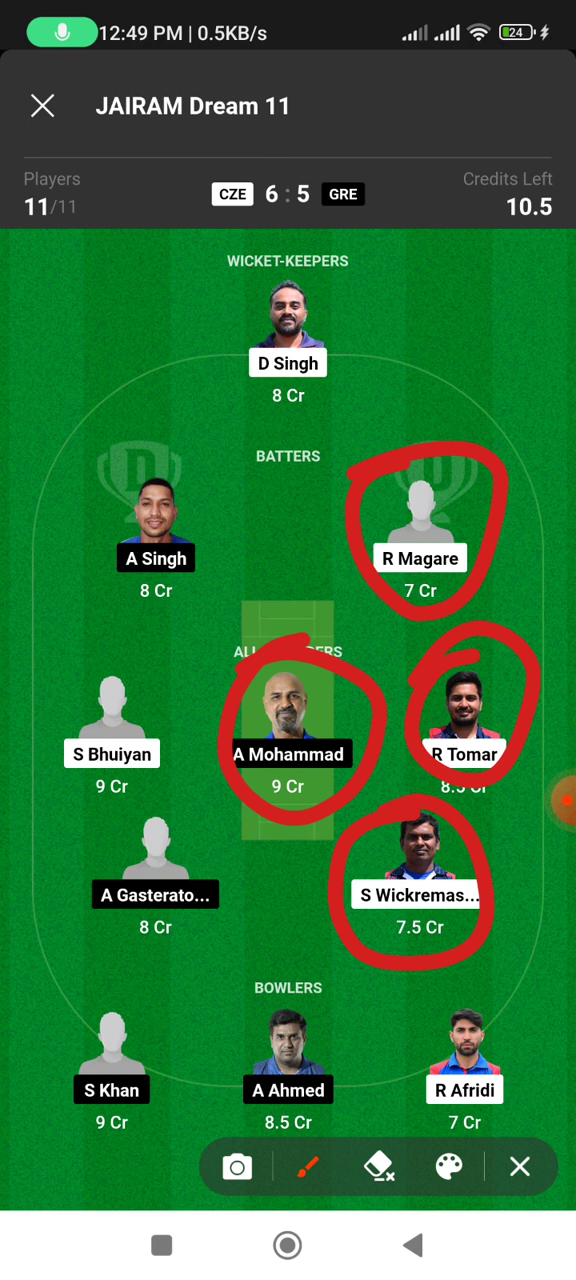 12:49 PM | 0.5KB/s
24
JAIRAM Dream 11
Players
11/11
CZE 6 : 5 GRE
Credits Left
10.5
WICKET-KEEPERS
D Singh
8 Cr
BATTERS
A Singh
8 Cr
R Magare
7 Cr
S Bhuiyan
9 Cr
A Mohammad
9 Cr
R Tomar
8.5 Cr
A Gasterato...
8 Cr
S Wickremas...
7.5 Cr
BOWLERS
S Khan
9 Cr
A Ahmed
8.5 Cr
R Afridi
7 Cr